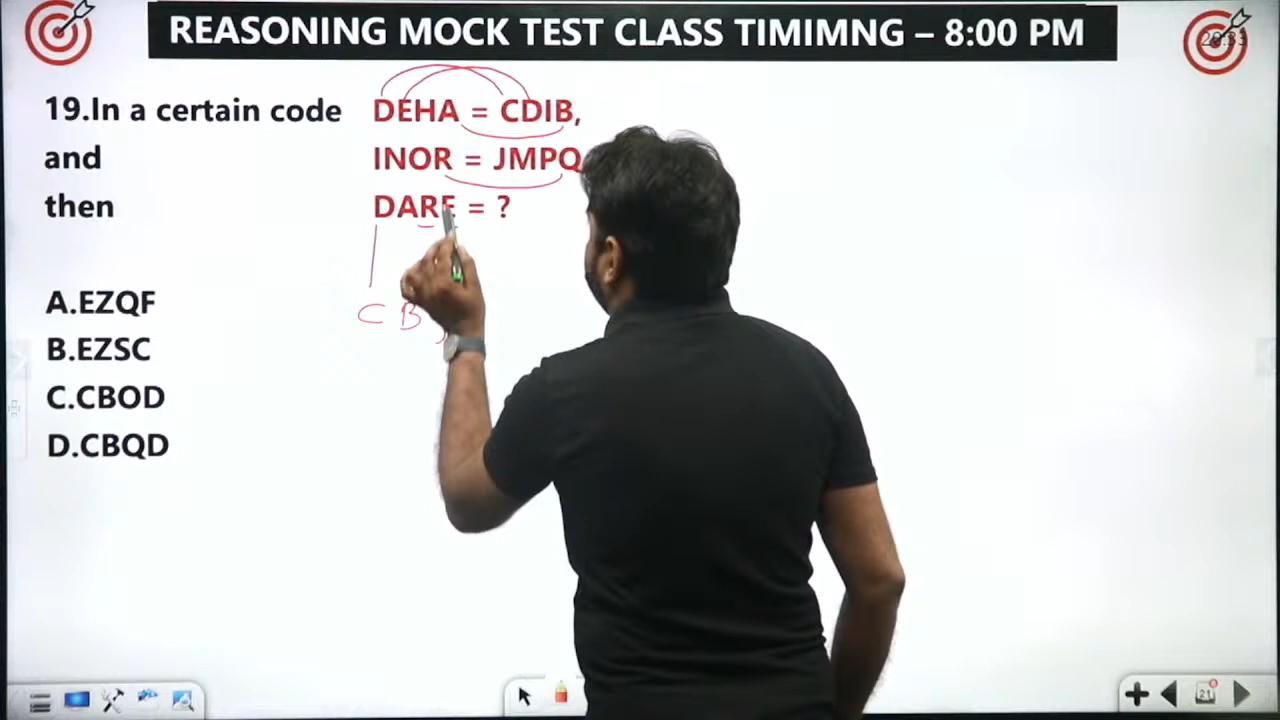 REASONING MOCK TEST CLASS TIMIMNG – 8:00 PM
19.In a certain code DEHA = CDIB,
and INOR = JMPQ
then DARE = ?
C B
A.EZQF
B.EZSC
C.CBOD
D.CBQD
21